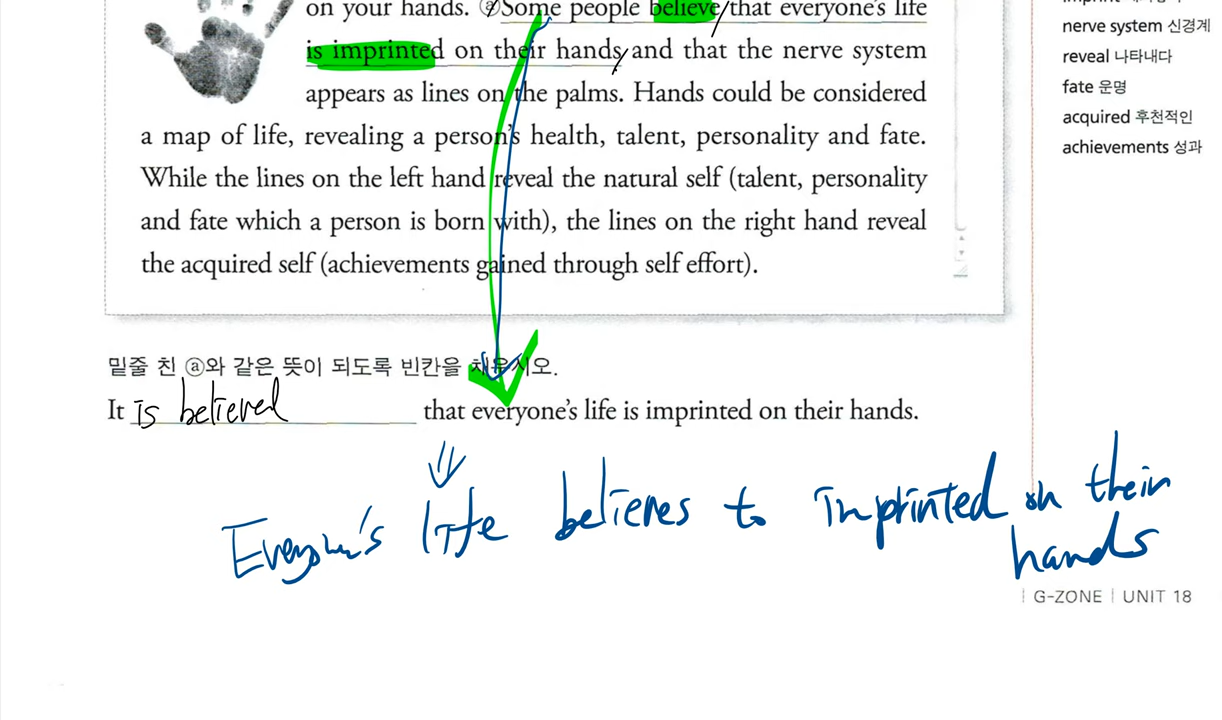 on your hands. ⓐSome people believe that everyone's life
is imprinted on their hands, and that the nerve system
appears as lines on the palms. Hands could be considered
a map of life, revealing a person's health, talent, personality and fate.
While the lines on the left hand reveal the natural self (talent, personality
and fate which a person is born with), the lines on the right hand reveal
the acquired self (achievements gained through self effort).
nerve system 신경계
reveal 나타내다
fate 운명
acquired 후천적인
achievements 성과
밑줄 친 ⓐ와 같은 뜻이 되도록 빈칸을 채우시오.
It is believed that everyone's life is imprinted on their hands.
Everyone's life believes to imprinted on their
hands
G-ZONE | UNIT 18